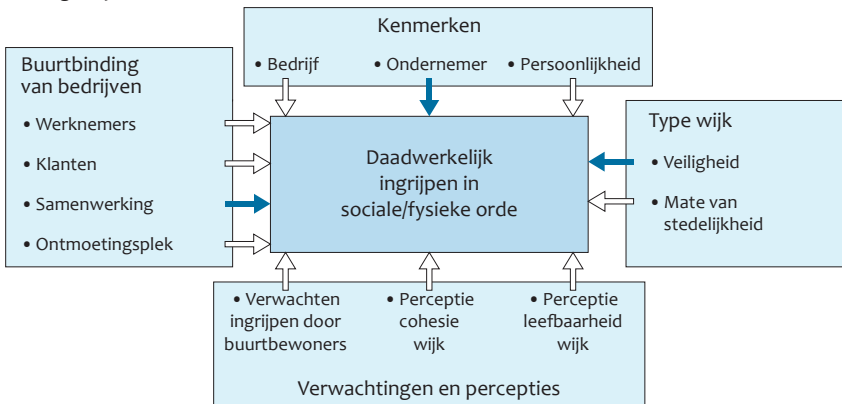 Kenmerken
• Bedrijf • Ondernemer • Persoonlijkheid
Buurtbinding
van bedrijven
• Werknemers
• Klanten
• Samenwerking
• Ontmoetingsplek
Daadwerkelijk
ingrijpen in
sociale/fysieke orde
Type wijk
• Veiligheid
• Mate van
stedelijkheid
• Verwachten
ingrijpen door
buurtbewoners
• Perceptie
cohesie
wijk
• Perceptie
leefbaarheid
wijk
Verwachtingen en percepties